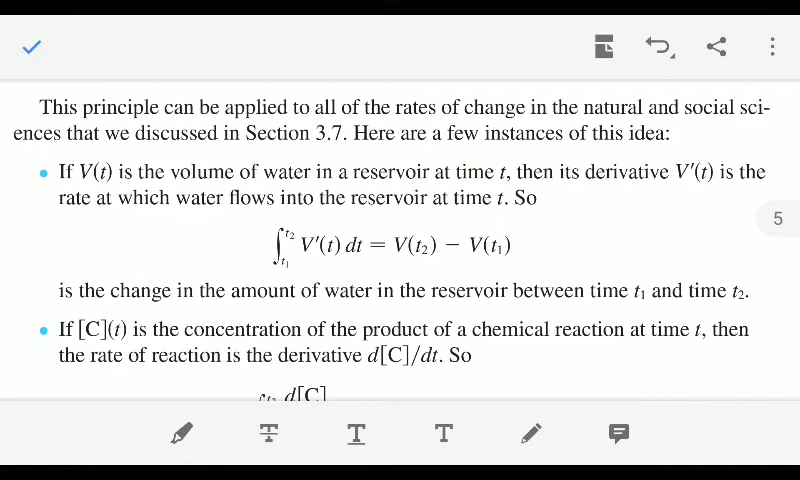 This principle can be applied to all of the rates of change in the natural and social sci-
ences that we discussed in Section 3.7. Here are a few instances of this idea:
• If V(t) is the volume of water in a reservoir at time t, then its derivative V′(t) is the
rate at which water flows into the reservoir at time t. So
5
∫_{t₁}^{t₂} V′(t) dt = V(t₂) − V(t₁)
is the change in the amount of water in the reservoir between time t₁ and time t₂.
• If [C](t) is the concentration of the product of a chemical reaction at time t, then
the rate of reaction is the derivative d[C]/dt. So
d[C]